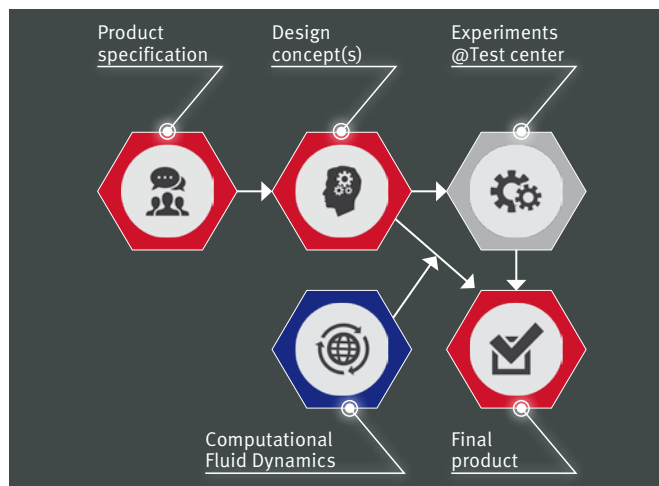 Product
specification
Design
concept(s)
Experiments
@Test center
Computational
Fluid Dynamics
Final
product